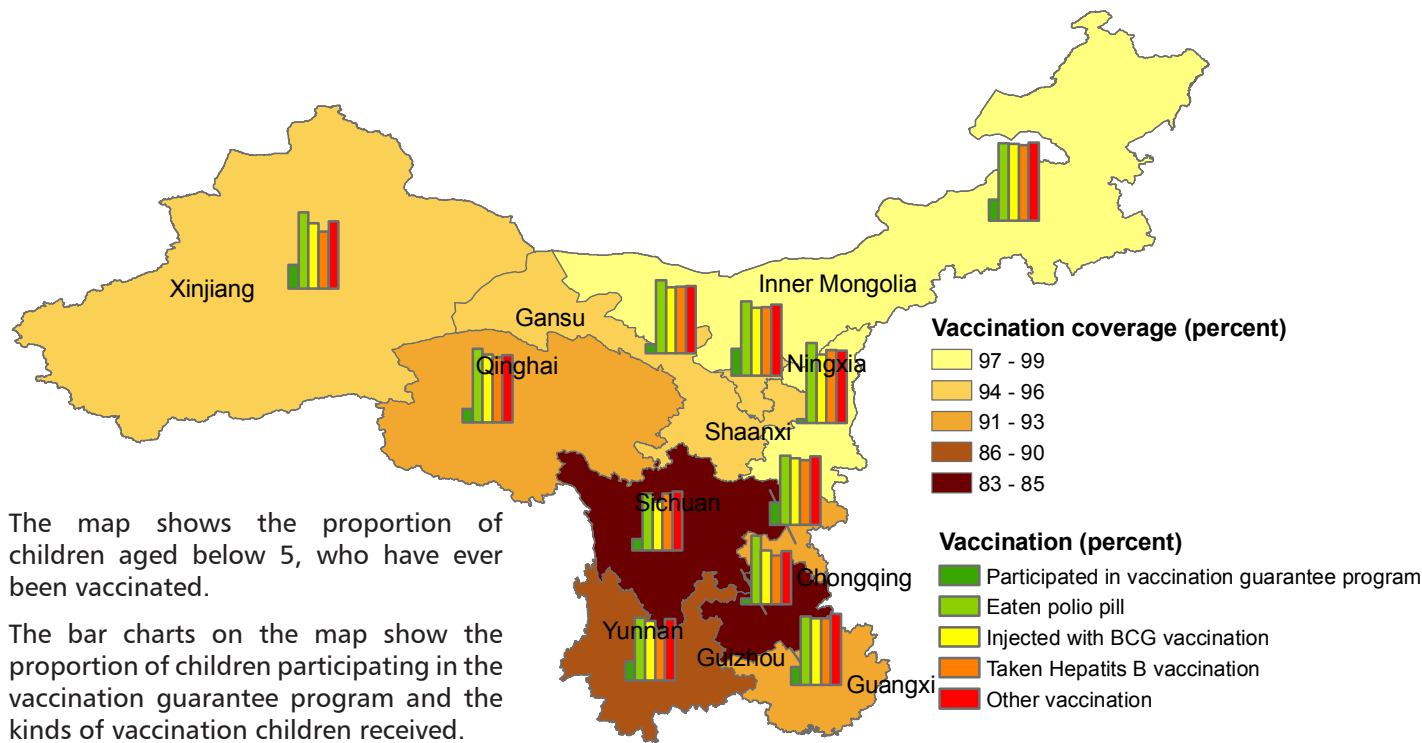 Inner Mongolia
Xinjiang
Gansu
Qinghai
Ningxia
Shaanxi
Sichuan
Chongqing
Yunnan
Guizhou
Guangxi
Vaccination coverage (percent)
97 - 99
94 - 96
91 - 93
86 - 90
83 - 85
The map shows the proportion of
children aged below 5, who have ever
been vaccinated.
The bar charts on the map show the
proportion of children participating in the
vaccination guarantee program and the
kinds of vaccination children received.
Vaccination (percent)
Participated in vaccination guarantee program
Eaten polio pill
Injected with BCG vaccination
Taken Hepatits B vaccination
Other vaccination